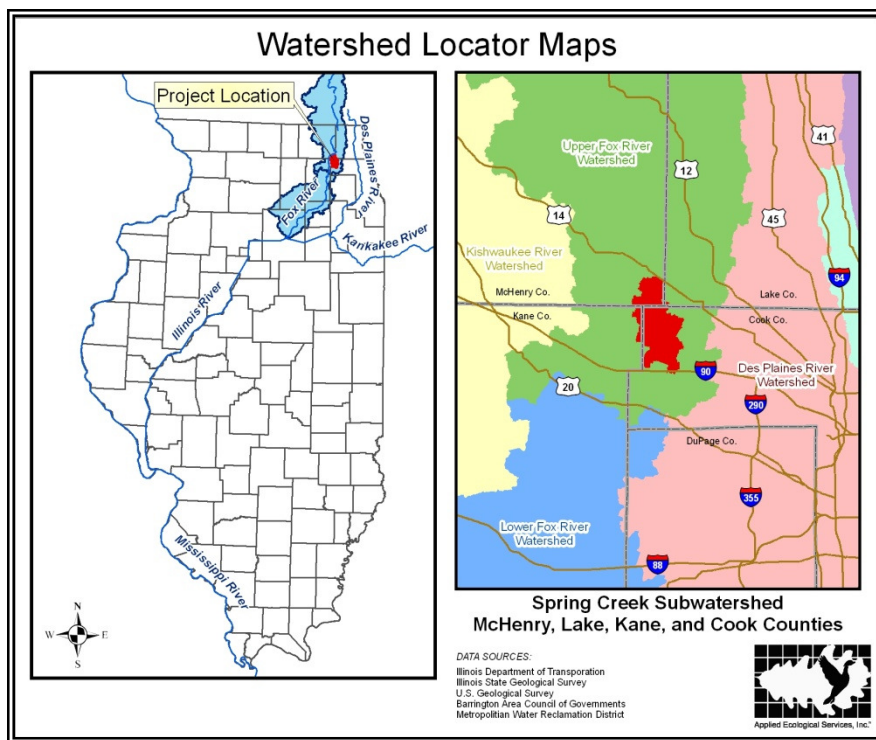 Watershed Locator Maps
Project Location
Des Plaines River
Fox River
Kankakee River
Illinois River
Mississippi River
N
W
E
S
Upper Fox River
Watershed
41
12
14
45
Kishwaukee River
Watershed
94
McHenry Co.
Lake Co.
Kane Co.
Cook Co.
90
Des Plaines River
Watershed
20
290
DuPage Co.
355
Lower Fox River
Watershed
88
Spring Creek Subwatershed
McHenry, Lake, Kane, and Cook Counties
DATA SOURCES:
Illinois Department of Transporation
Illinois State Geological Survey
U.S. Geological Survey
Barrington Area Council of Governments
Metropolitan Water Reclamation District
Applied Ecological Services, Inc.™